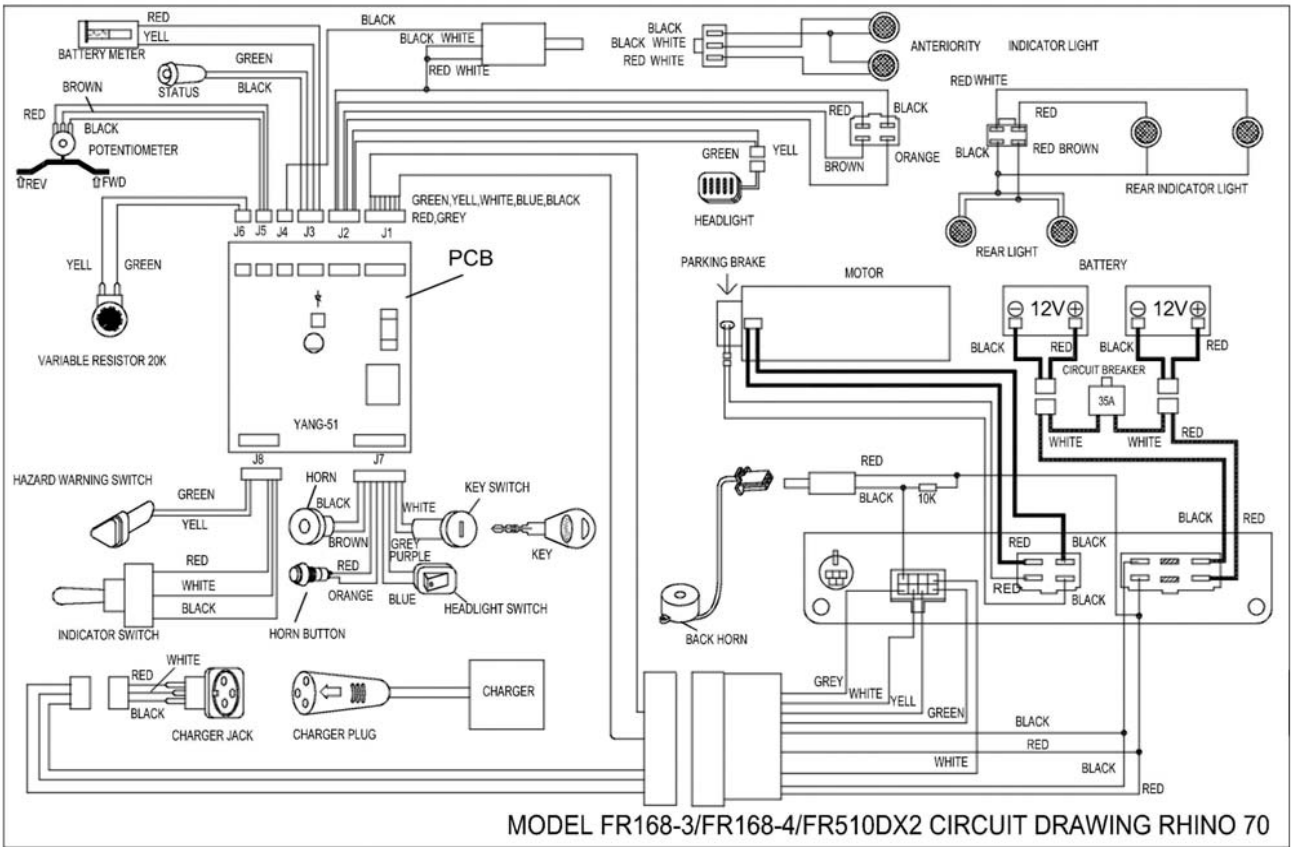 RED
YELL
BATTERY METER
GREEN
BLACK
STATUS
BROWN
RED
BLACK
POTENTIOMETER
REV
FWD
BLACK
BLACK WHITE
RED WHITE
BLACK
BLACK WHITE
RED WHITE
ANTERIORITY INDICATOR LIGHT
RED WHITE
RED
BLACK
RED BROWN
REAR INDICATOR LIGHT
REAR LIGHT
RED
BLACK
BROWN
ORANGE
GREEN
YELL
HEADLIGHT
GREEN,YELL,WHITE,BLUE,BLACK
RED,GREY
J6
J5
J4
J3
J2
J1
PCB
YELL
GREEN
VARIABLE RESISTOR 20K
YANG-51
J8
J7
PARKING BRAKE
MOTOR
BATTERY
12V
12V
BLACK
RED
BLACK
RED
CIRCUIT BREAKER
35A
WHITE
WHITE
RED
BLACK
RED
HAZARD WARNING SWITCH
GREEN
YELL
RED
WHITE
BLACK
INDICATOR SWITCH
HORN
BLACK
BROWN
WHITE
KEY SWITCH
GREY
PURPLE
KEY
RED
ORANGE
BLUE
HEADLIGHT SWITCH
HORN BUTTON
RED
BLACK
10K
BACK HORN
RED
BLACK
RED
BLACK
RED
WHITE
BLACK
CHARGER JACK
CHARGER PLUG
CHARGER
GREY
WHITE
YELL
GREEN
BLACK
RED
WHITE
BLACK
RED
MODEL FR168-3/FR168-4/FR510DX2 CIRCUIT DRAWING RHINO 70